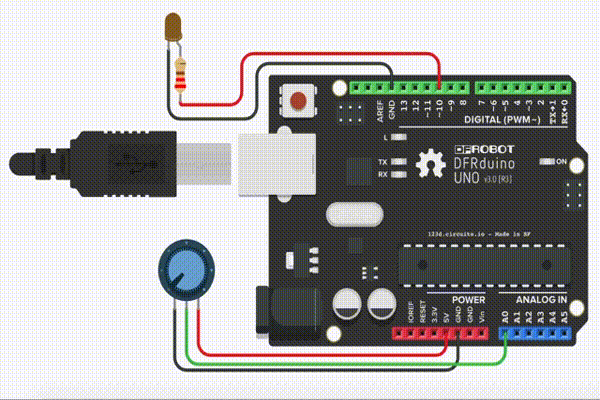 AREF
GND
13
12
~11
~10
~9
8
7
~6
~5
4
~3
2
TX→1
RX←0
DIGITAL (PWM~)
L
TX
RX
DFROBOT
DFRduino
UNO v3.0 [R3]
ON
123d.circuits.io - Made in SF
POWER
ANALOG IN
IOREF
RESET
3.3V
5V
GND
GND
Vin
A0
A1
A2
A3
A4
A5